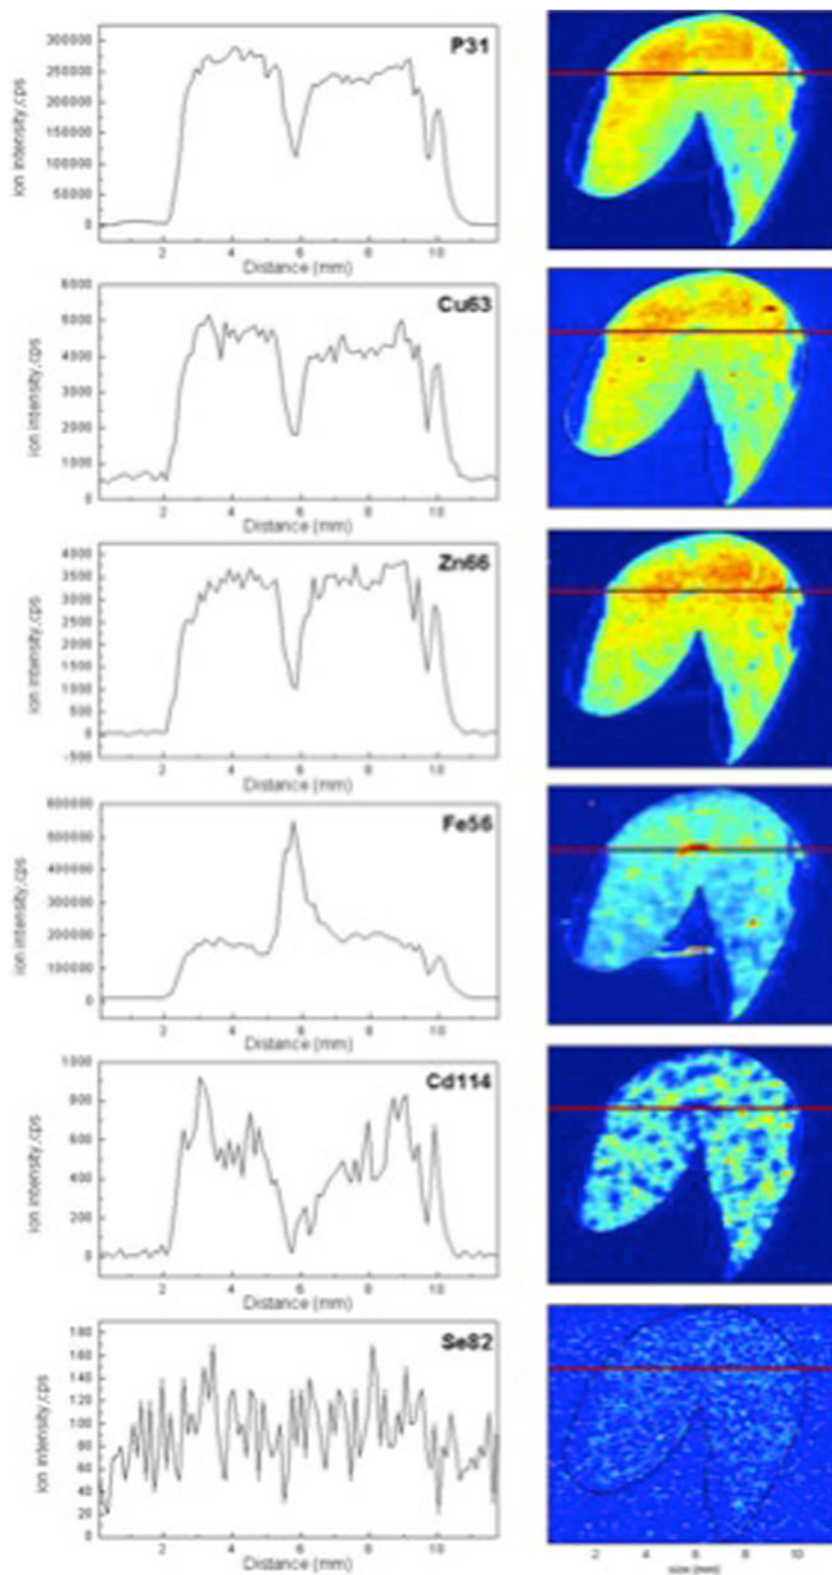 P31
ion intensity,cps
300000
250000
200000
150000
100000
50000
0
2 4 6 8 10
Distance (mm)
Cu63
ion intensity,cps
6000
5000
4000
3000
2000
1000
0
2 4 6 8 10
Distance (mm)
Zn66
ion intensity,cps
4000
3500
3000
2500
2000
1500
1000
500
0
-500
2 4 6 8 10
Distance (mm)
Fe56
ion intensity,cps
600000
500000
400000
300000
200000
100000
0
2 4 6 8 10
Distance (mm)
Cd114
ion intensity,cps
1000
800
600
400
200
0
2 4 6 8 10
Distance (mm)
Se82
ion intensity,cps
180
160
140
120
100
80
60
40
20
0
2 4 6 8 10
Distance (mm)
2 4 6 8 10
size (mm)